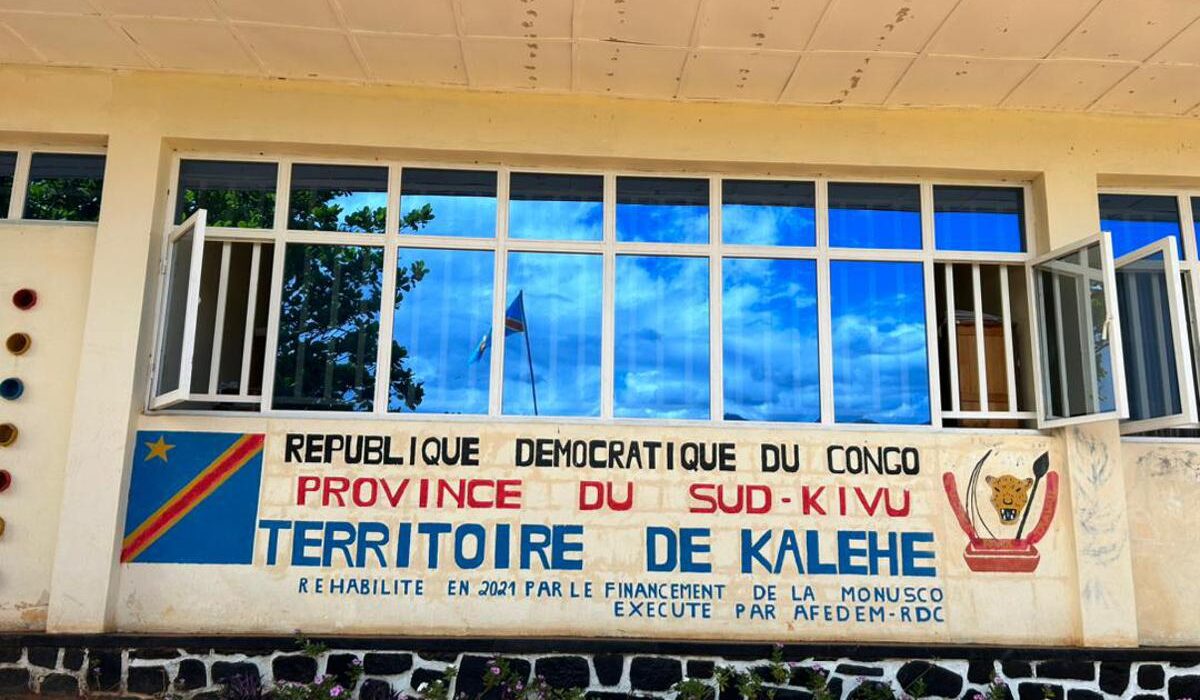 REPUBLIQUE DEMOCRATIQUE DU CONGO
PROVINCE DU SUD-KIVU
TERRITOIRE DE KALEHE
REHABILITE EN 2021 PAR LE FINANCEMENT DE LA MONUSCO
EXECUTE PAR AFEDEM-RDC